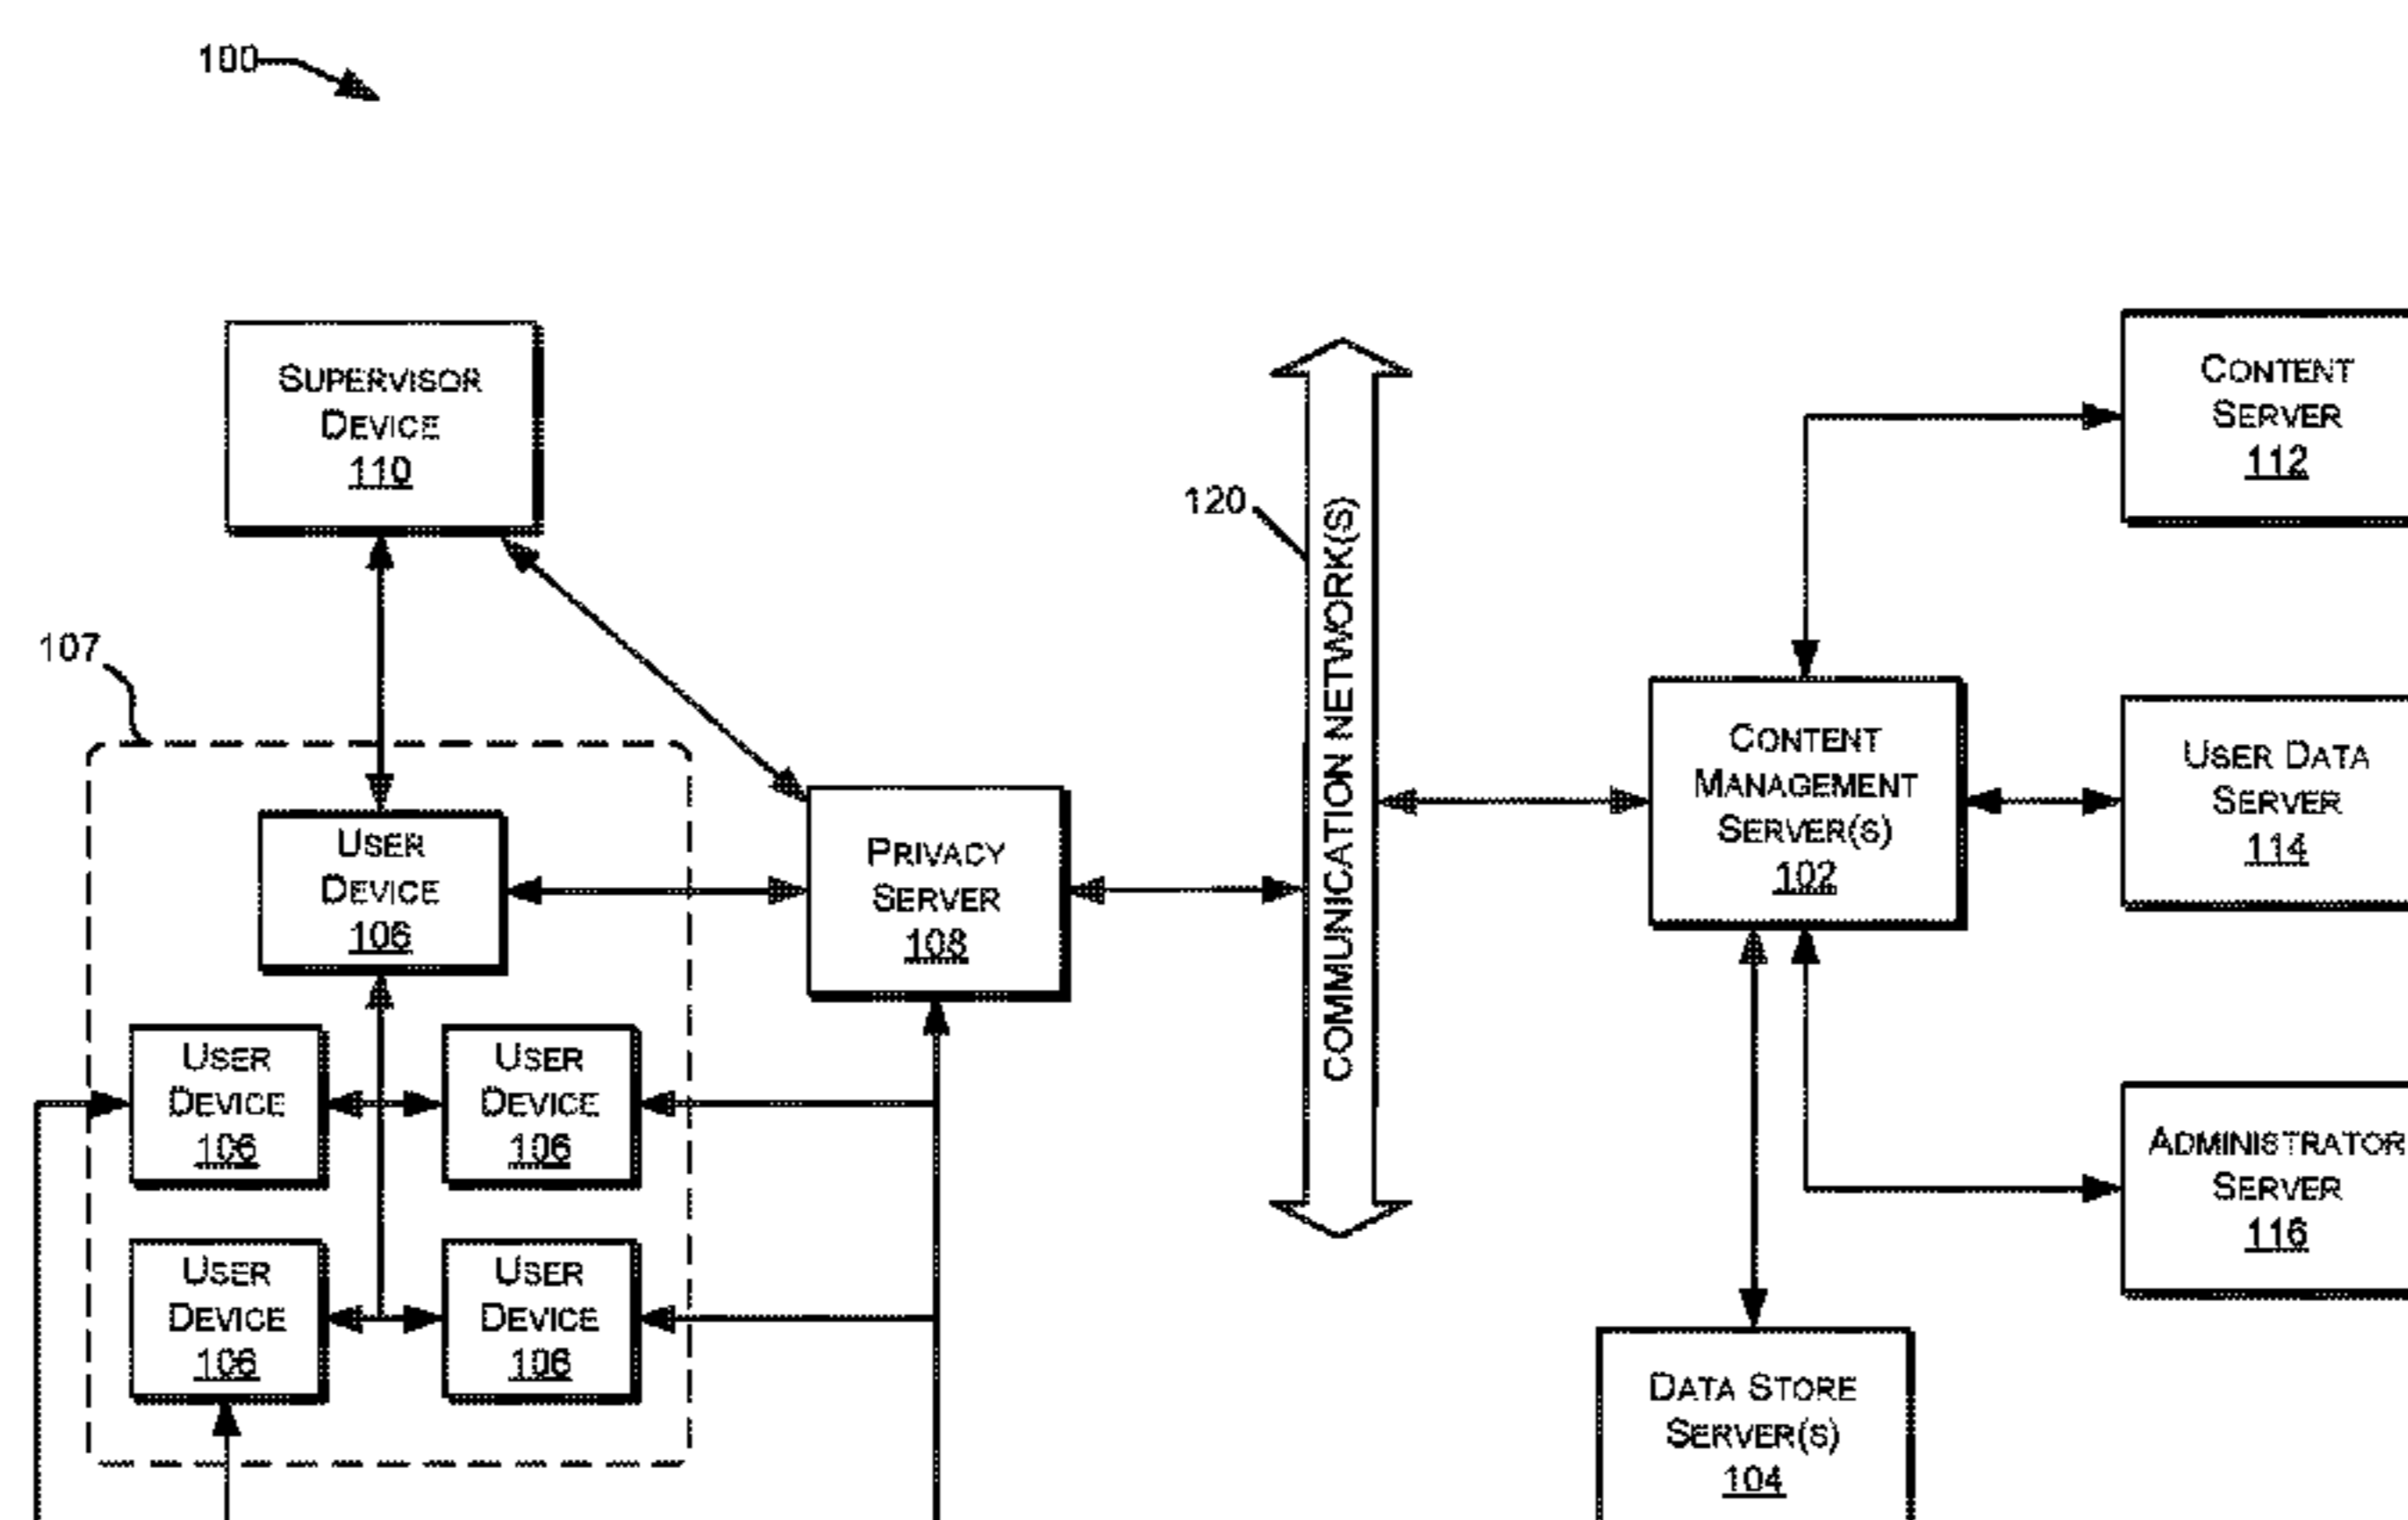 100
SUPERVISOR
DEVICE
110
CONTENT
SERVER
112
120
COMMUNICATION NETWORK(S)
107
CONTENT
MANAGEMENT
SERVER(S)
102
USER DATA
SERVER
114
USER
DEVICE
106
PRIVACY
SERVER
108
USER
DEVICE
106
USER
DEVICE
106
ADMINISTRATOR
SERVER
116
USER
DEVICE
106
USER
DEVICE
106
DATA STORE
SERVER(S)
104